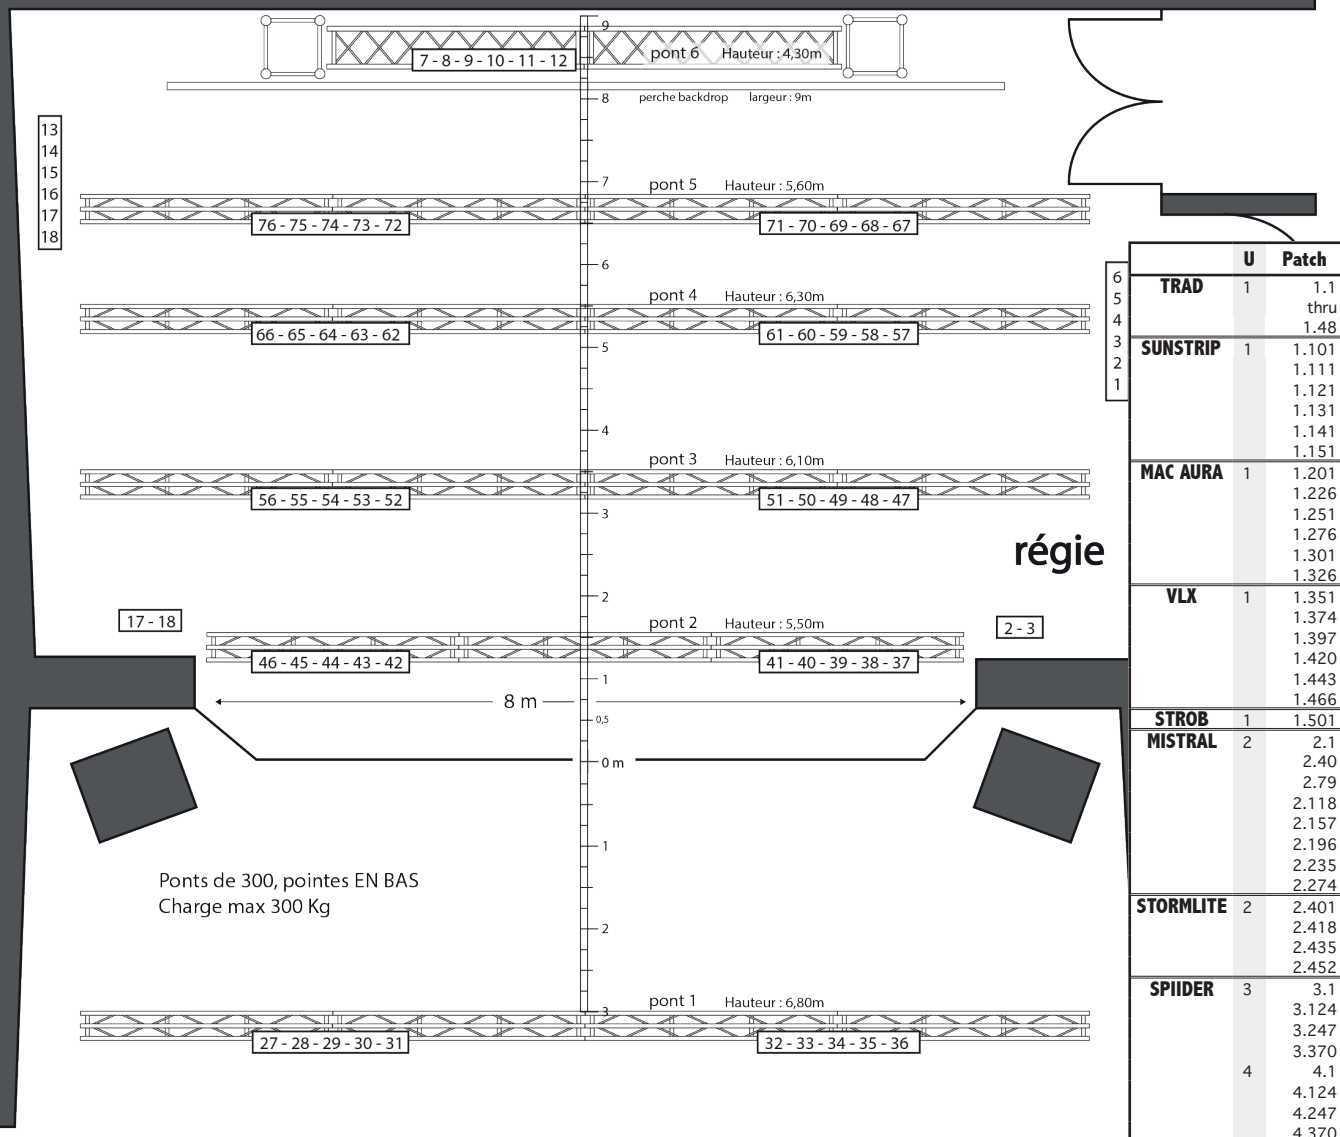 9
pont 6 Hauteur : 4,30m
7 - 8 - 9 - 10 - 11 - 12
8
perche backdrop largeur : 9m
13
14
15
16
17
18
7
pont 5 Hauteur : 5,60m
76 - 75 - 74 - 73 - 72
71 - 70 - 69 - 68 - 67
6
pont 4 Hauteur : 6,30m
66 - 65 - 64 - 63 - 62
61 - 60 - 59 - 58 - 57
5
6
5
4
3
2
1
4
pont 3 Hauteur : 6,10m
56 - 55 - 54 - 53 - 52
51 - 50 - 49 - 48 - 47
3
régie
2
17 - 18
pont 2 Hauteur : 5,50m
2 - 3
46 - 45 - 44 - 43 - 42
41 - 40 - 39 - 38 - 37
1
8 m
0,5
0 m
1
Ponts de 300, pointes EN BAS
Charge max 300 Kg
2
pont 1 Hauteur : 6,80m
3
27 - 28 - 29 - 30 - 31
32 - 33 - 34 - 35 - 36
U Patch
TRAD 1 1.1
thru
1.48
SUNSTRIP 1 1.101
1.111
1.121
1.131
1.141
1.151
MAC AURA 1 1.201
1.226
1.251
1.276
1.301
1.326
VLX 1 1.351
1.374
1.397
1.420
1.443
1.466
STROB 1 1.501
MISTRAL 2 2.1
2.40
2.79
2.118
2.157
2.196
2.235
2.274
STORMLITE 2 2.401
2.418
2.435
2.452
SPIIDER 3 3.1
3.124
3.247
3.370
4 4.1
4.124
4.247
4.370